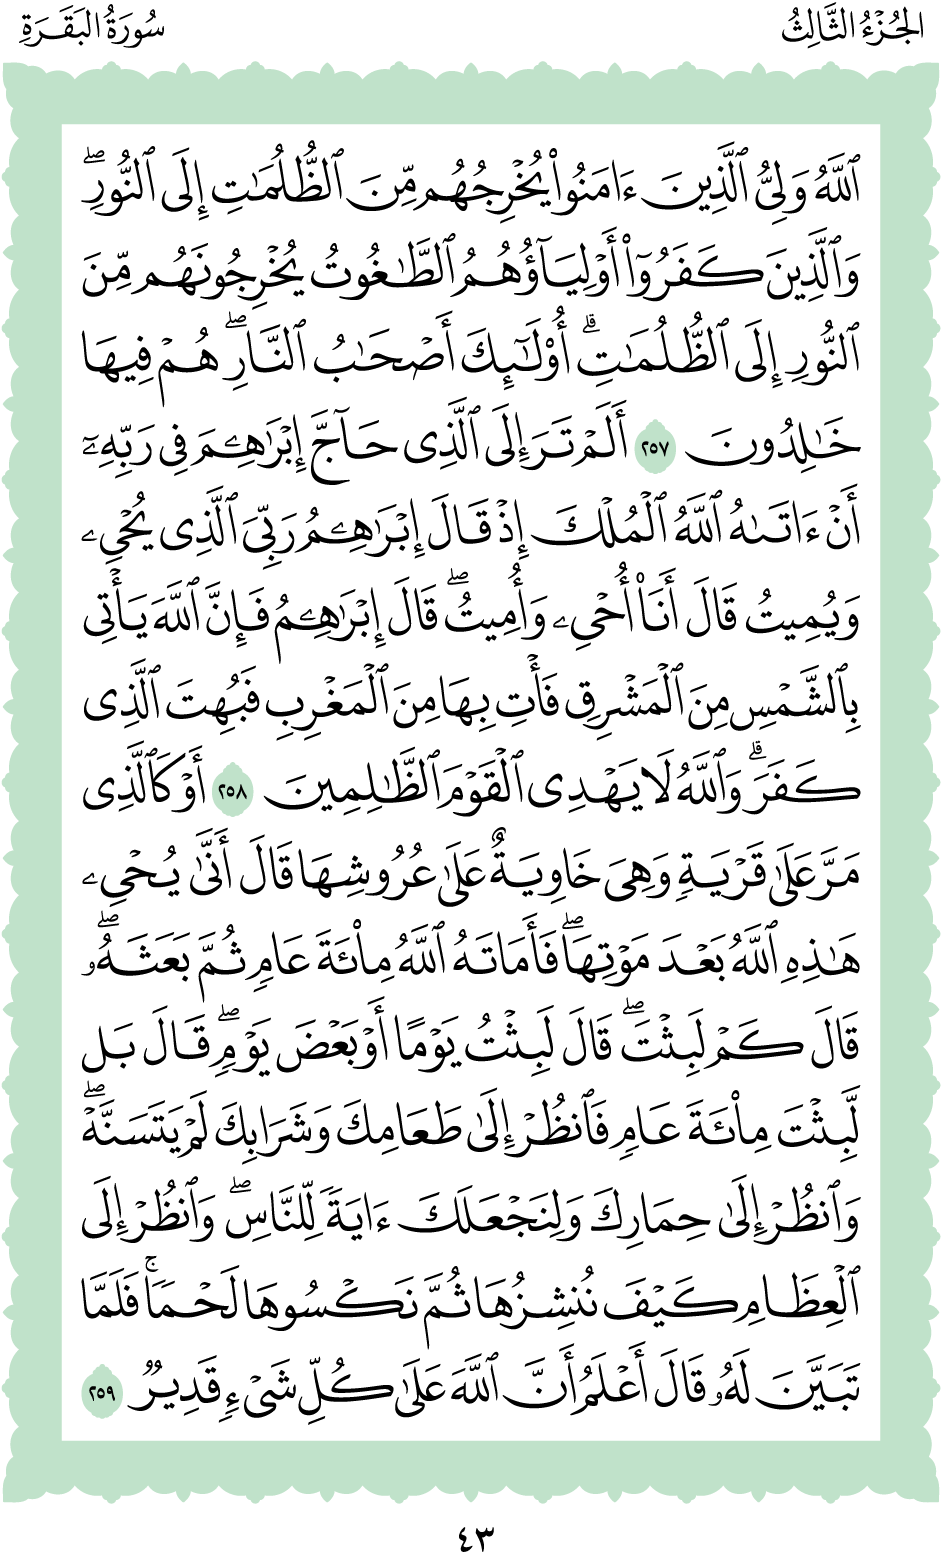 الجُزْءُ الثَّالِثُ
سُورَةُ البَقَرَةِ
ٱللَّهُ وَلِيُّ ٱلَّذِينَ ءَامَنُواْ يُخۡرِجُهُم مِّنَ ٱلظُّلُمَٰتِ إِلَى ٱلنُّورِۖ
وَٱلَّذِينَ كَفَرُوٓاْ أَوۡلِيَآؤُهُمُ ٱلطَّٰغُوتُ يُخۡرِجُونَهُم مِّنَ
ٱلنُّورِ إِلَى ٱلظُّلُمَٰتِۗ أُوْلَٰٓئِكَ أَصۡحَٰبُ ٱلنَّارِۖ هُمۡ فِيهَا
خَٰلِدُونَ ٢٥٧ أَلَمۡ تَرَ إِلَى ٱلَّذِي حَآجَّ إِبۡرَٰهِـۧمَ فِي رَبِّهِۦٓ
أَنۡ ءَاتَىٰهُ ٱللَّهُ ٱلۡمُلۡكَ إِذۡ قَالَ إِبۡرَٰهِـۧمُ رَبِّيَ ٱلَّذِي يُحۡيِۦ
وَيُمِيتُ قَالَ أَنَا۠ أُحۡيِۦ وَأُمِيتُۖ قَالَ إِبۡرَٰهِـۧمُ فَإِنَّ ٱللَّهَ يَأۡتِي
بِٱلشَّمۡسِ مِنَ ٱلۡمَشۡرِقِ فَأۡتِ بِهَا مِنَ ٱلۡمَغۡرِبِ فَبُهِتَ ٱلَّذِي
كَفَرَۗ وَٱللَّهُ لَا يَهۡدِي ٱلۡقَوۡمَ ٱلظَّٰلِمِينَ ٢٥٨ أَوۡ كَٱلَّذِي
مَرَّ عَلَىٰ قَرۡيَةٖ وَهِيَ خَاوِيَةٌ عَلَىٰ عُرُوشِهَا قَالَ أَنَّىٰ يُحۡيِۦ
هَٰذِهِ ٱللَّهُ بَعۡدَ مَوۡتِهَاۖ فَأَمَاتَهُ ٱللَّهُ مِاْئَةَ عَامٖ ثُمَّ بَعَثَهُۥۖ
قَالَ كَمۡ لَبِثۡتَۖ قَالَ لَبِثۡتُ يَوۡمًا أَوۡ بَعۡضَ يَوۡمٖۖ قَالَ بَل
لَّبِثۡتَ مِاْئَةَ عَامٖ فَٱنظُرۡ إِلَىٰ طَعَامِكَ وَشَرَابِكَ لَمۡ يَتَسَنَّهۡۖ
وَٱنظُرۡ إِلَىٰ حِمَارِكَ وَلِنَجۡعَلَكَ ءَايَةٗ لِّلنَّاسِۖ وَٱنظُرۡ إِلَى
ٱلۡعِظَامِ كَيۡفَ نُنشِزُهَا ثُمَّ نَكۡسُوهَا لَحۡمٗاۚ فَلَمَّا
تَبَيَّنَ لَهُۥ قَالَ أَعۡلَمُ أَنَّ ٱللَّهَ عَلَىٰ كُلِّ شَيۡءٖ قَدِيرٞ ٢٥٩
٤٣